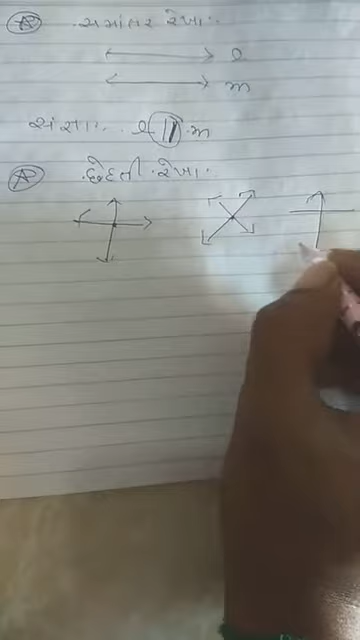 સમાંતર રેખા:
l
m
સંજ્ઞા: l || m
છેદતી રેખા: